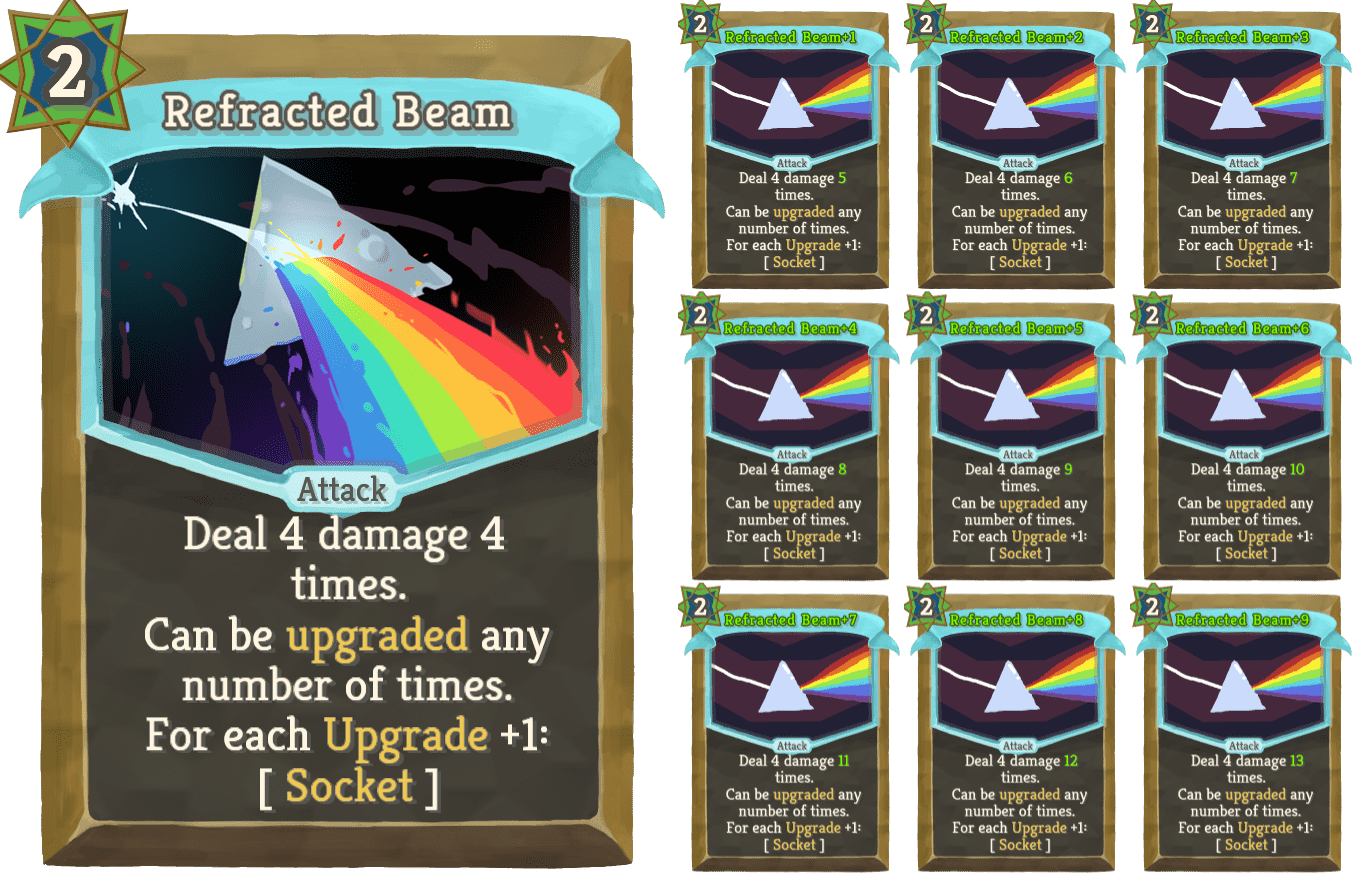 2
Refracted Beam
Attack
Deal 4 damage 4
times.
Can be upgraded any
number of times.
For each Upgrade +1:
[ Socket ]
2
Refracted Beam+1
Attack
Deal 4 damage 5
times.
Can be upgraded any
number of times.
For each Upgrade +1:
[ Socket ]
2
Refracted Beam+2
Attack
Deal 4 damage 6
times.
Can be upgraded any
number of times.
For each Upgrade +1:
[ Socket ]
2
Refracted Beam+3
Attack
Deal 4 damage 7
times.
Can be upgraded any
number of times.
For each Upgrade +1:
[ Socket ]
2
Refracted Beam+4
Attack
Deal 4 damage 8
times.
Can be upgraded any
number of times.
For each Upgrade +1:
[ Socket ]
2
Refracted Beam+5
Attack
Deal 4 damage 9
times.
Can be upgraded any
number of times.
For each Upgrade +1:
[ Socket ]
2
Refracted Beam+6
Attack
Deal 4 damage 10
times.
Can be upgraded any
number of times.
For each Upgrade +1:
[ Socket ]
2
Refracted Beam+7
Attack
Deal 4 damage 11
times.
Can be upgraded any
number of times.
For each Upgrade +1:
[ Socket ]
2
Refracted Beam+8
Attack
Deal 4 damage 12
times.
Can be upgraded any
number of times.
For each Upgrade +1:
[ Socket ]
2
Refracted Beam+9
Attack
Deal 4 damage 13
times.
Can be upgraded any
number of times.
For each Upgrade +1:
[ Socket ]